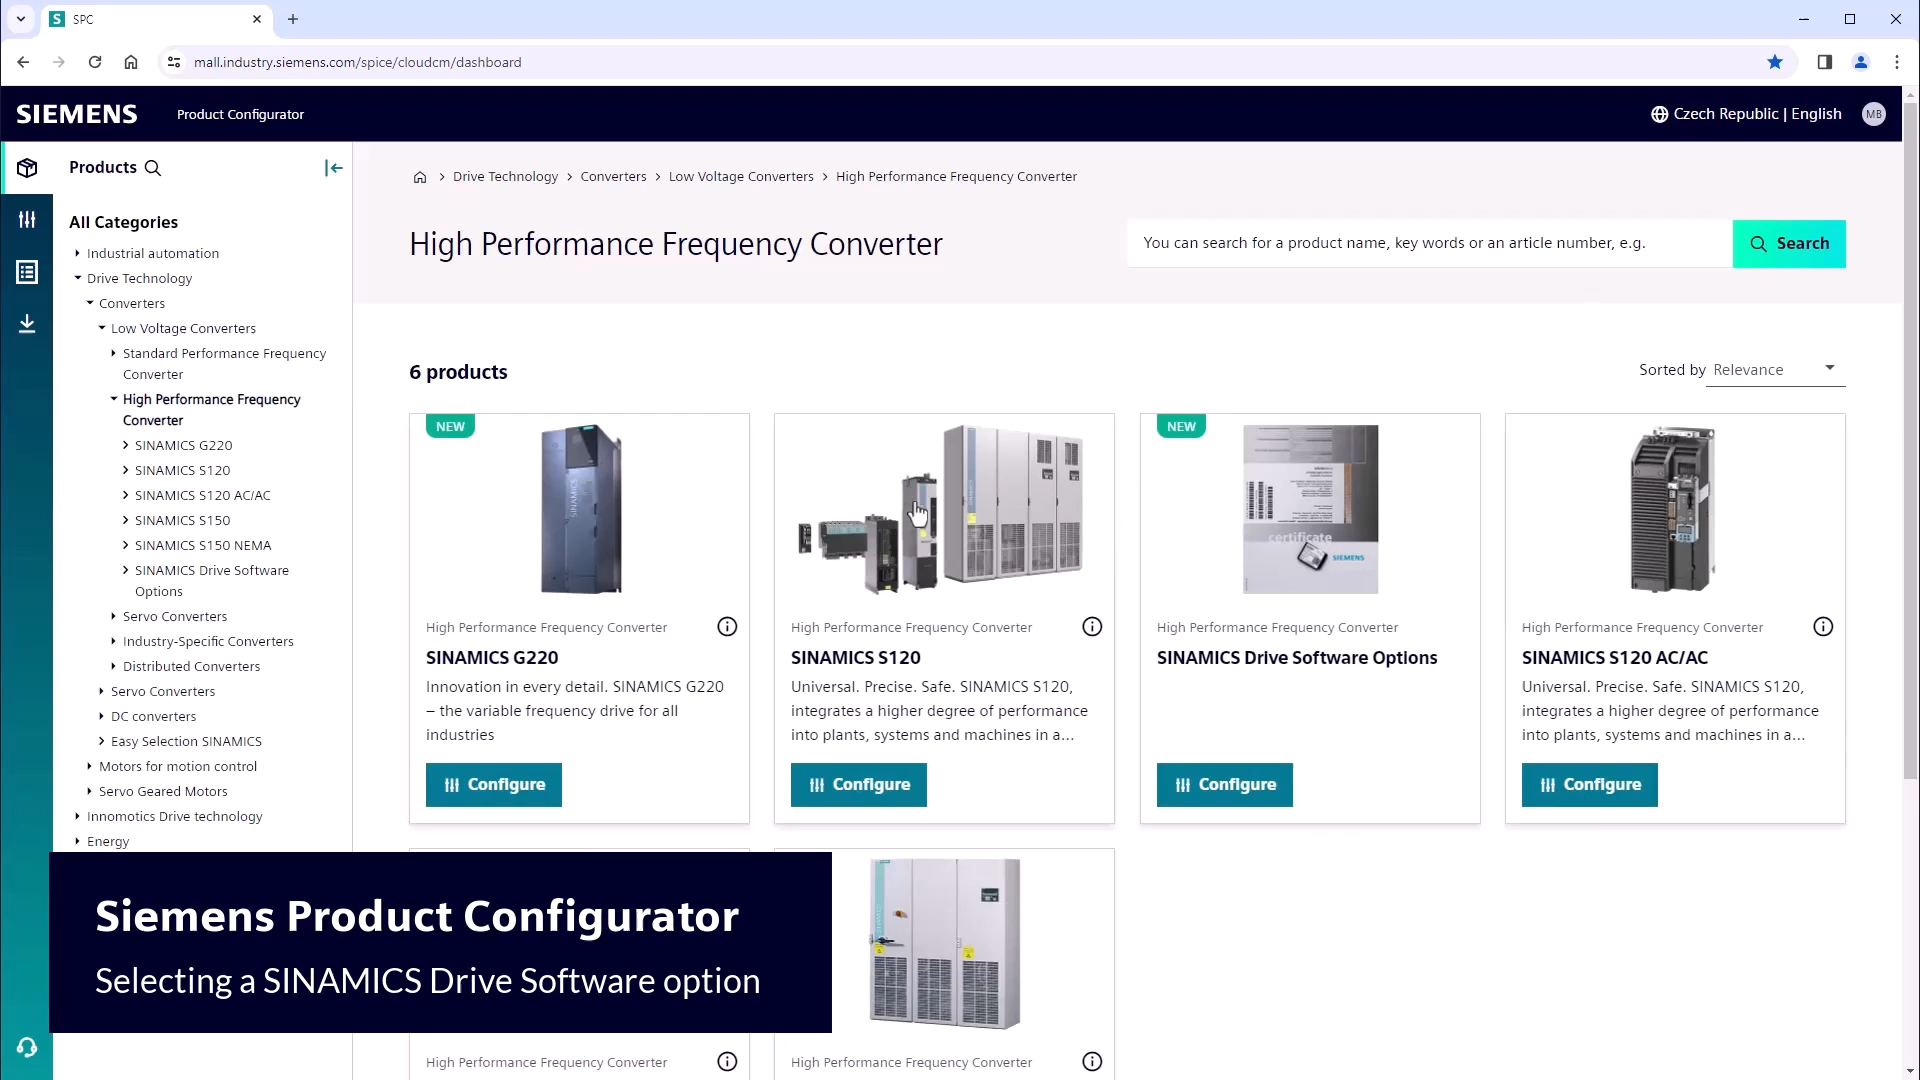 SPC
mall.industry.siemens.com/spice/cloudcm/dashboard
SIEMENS
Product Configurator
Czech Republic | English
MB
Products
All Categories
Industrial automation
Drive Technology
Converters
Low Voltage Converters
Standard Performance Frequency
Converter
High Performance Frequency
Converter
SINAMICS G220
SINAMICS S120
SINAMICS S120 AC/AC
SINAMICS S150
SINAMICS S150 NEMA
SINAMICS Drive Software
Options
Servo Converters
Industry-Specific Converters
Distributed Converters
Servo Converters
DC converters
Easy Selection SINAMICS
Motors for motion control
Servo Geared Motors
Innomotics Drive technology
Energy
Drive Technology
Converters
Low Voltage Converters
High Performance Frequency Converter
High Performance Frequency Converter
You can search for a product name, key words or an article number, e.g.
Search
6 products
Sorted by Relevance
NEW
SINAMICS
High Performance Frequency Converter
SINAMICS G220
Innovation in every detail. SINAMICS G220
– the variable frequency drive for all
industries
Configure
High Performance Frequency Converter
SINAMICS S120
Universal. Precise. Safe. SINAMICS S120,
integrates a higher degree of performance
into plants, systems and machines in a...
Configure
NEW
certificate
SIEMENS
High Performance Frequency Converter
SINAMICS Drive Software Options
Configure
High Performance Frequency Converter
SINAMICS S120 AC/AC
Universal. Precise. Safe. SINAMICS S120,
integrates a higher degree of performance
into plants, systems and machines in a...
Configure
Siemens Product Configurator
Selecting a SINAMICS Drive Software option
High Performance Frequency Converter
High Performance Frequency Converter